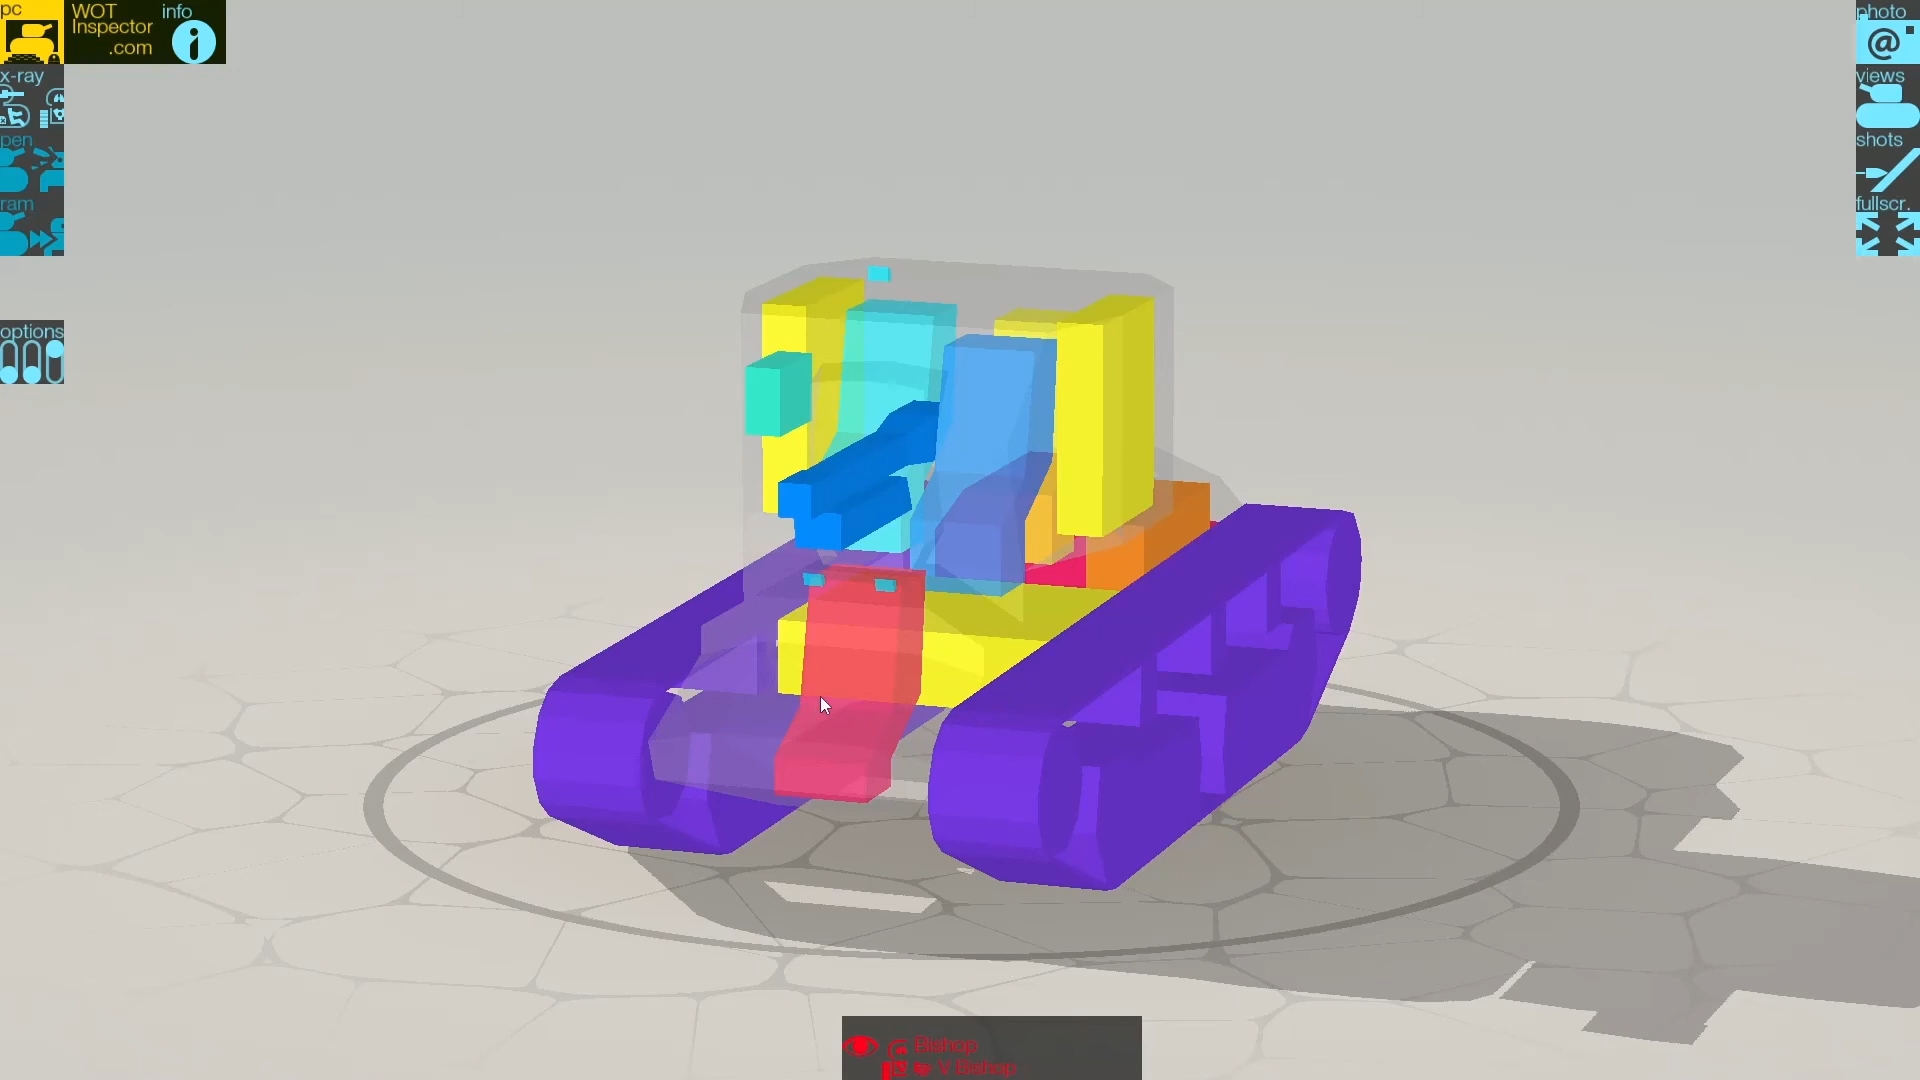 pc
WOT
Inspector
.com
info
x-ray
pen
ram
options
photo
@
views
shots
fullscr.
Bishop
V Bishop